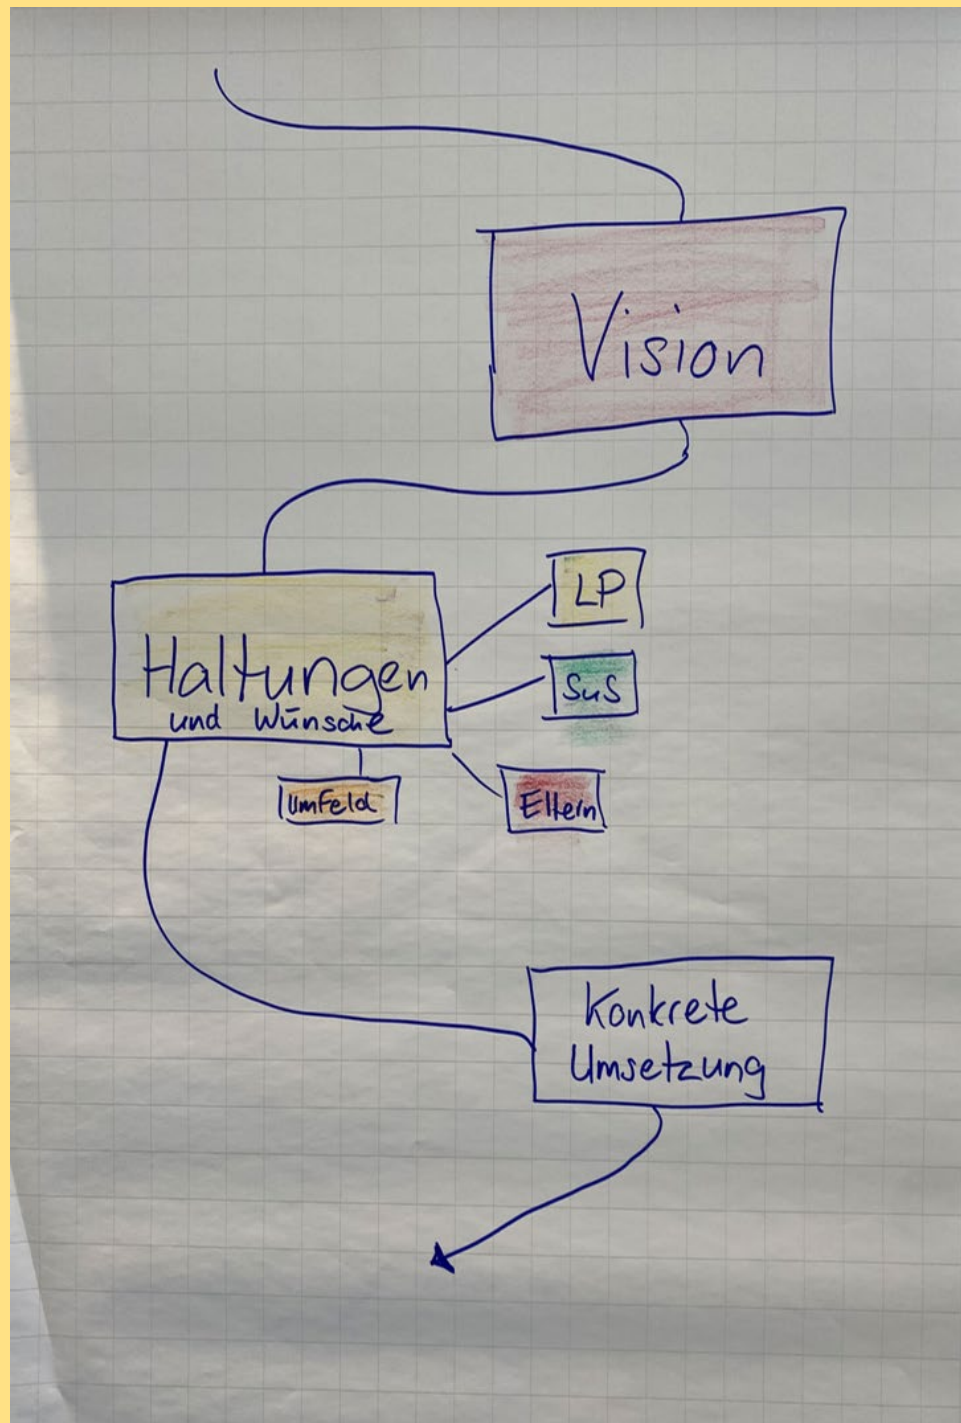 Vision
Haltungen
und Wünsche
LP
SuS
Eltern
Umfeld
Konkrete
Umsetzung